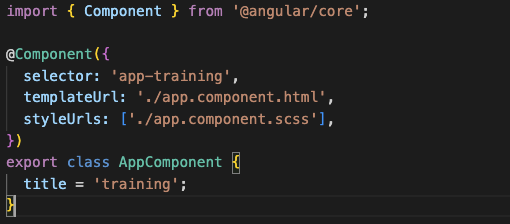 import { Component } from '@angular/core';
@Component({
selector: 'app-training',
templateUrl: './app.component.html',
styleUrls: ['./app.component.scss'],
})
export class AppComponent {
title = 'training';
}